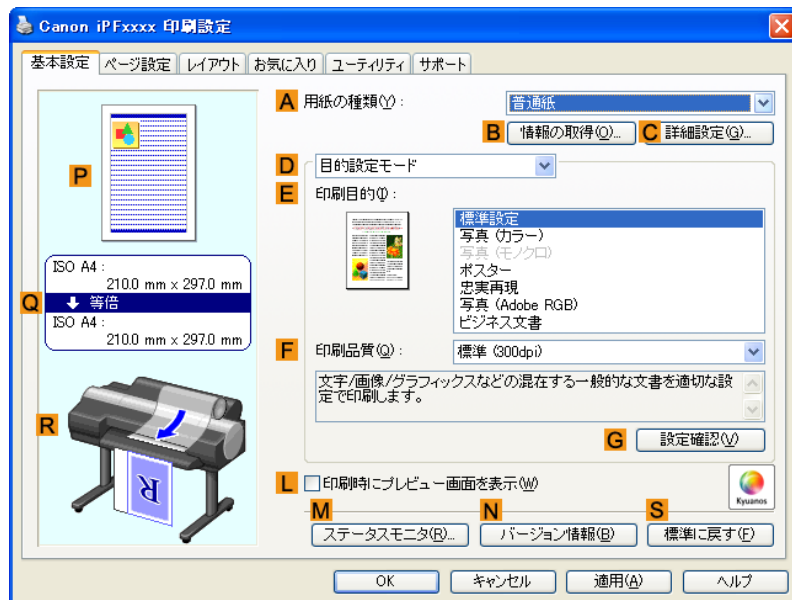 Canon iPFxxxx 印刷設定
基本設定 ページ設定 レイアウト お気に入り ユーティリティ サポート
A 用紙の種類(Y): 普通紙
B 情報の取得(O)... C 詳細設定(G)...
D 目的設定モード
P
E 印刷目的(I):
標準設定
写真 (カラー)
写真 (モノクロ)
ポスター
忠実再現
写真 (Adobe RGB)
ビジネス文書
ISO A4 :
210.0 mm x 297.0 mm
Q 等倍
ISO A4 :
210.0 mm x 297.0 mm
F 印刷品質(Q): 標準 (300dpi)
文字/画像/グラフィックスなどの混在する一般的な文書を適切な設
定で印刷します。
R
R
G 設定確認(V)
L 印刷時にプレビュー画面を表示(W)
Kyuanos
M N S
ステータスモニタ(R)... バージョン情報(B) 標準に戻す(F)
OK キャンセル 適用(A) ヘルプ